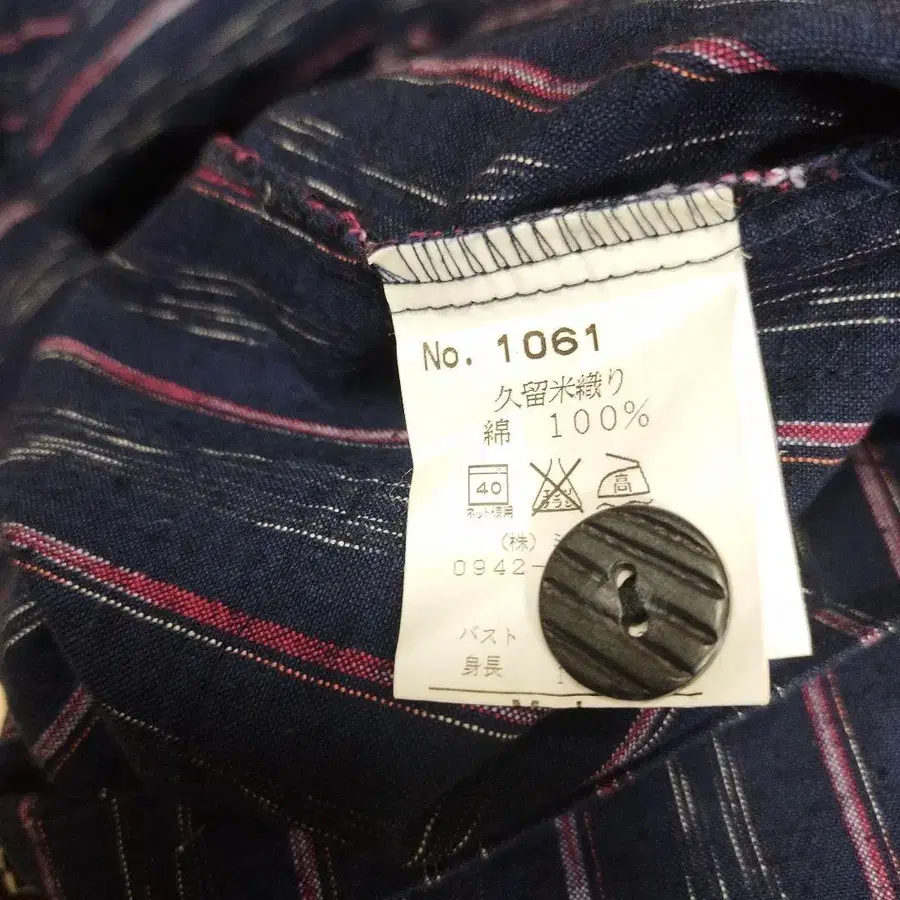 No. 1061
久留米織り
綿 100%
40 高
ネット使用
(株)
0942-
バスト
身長